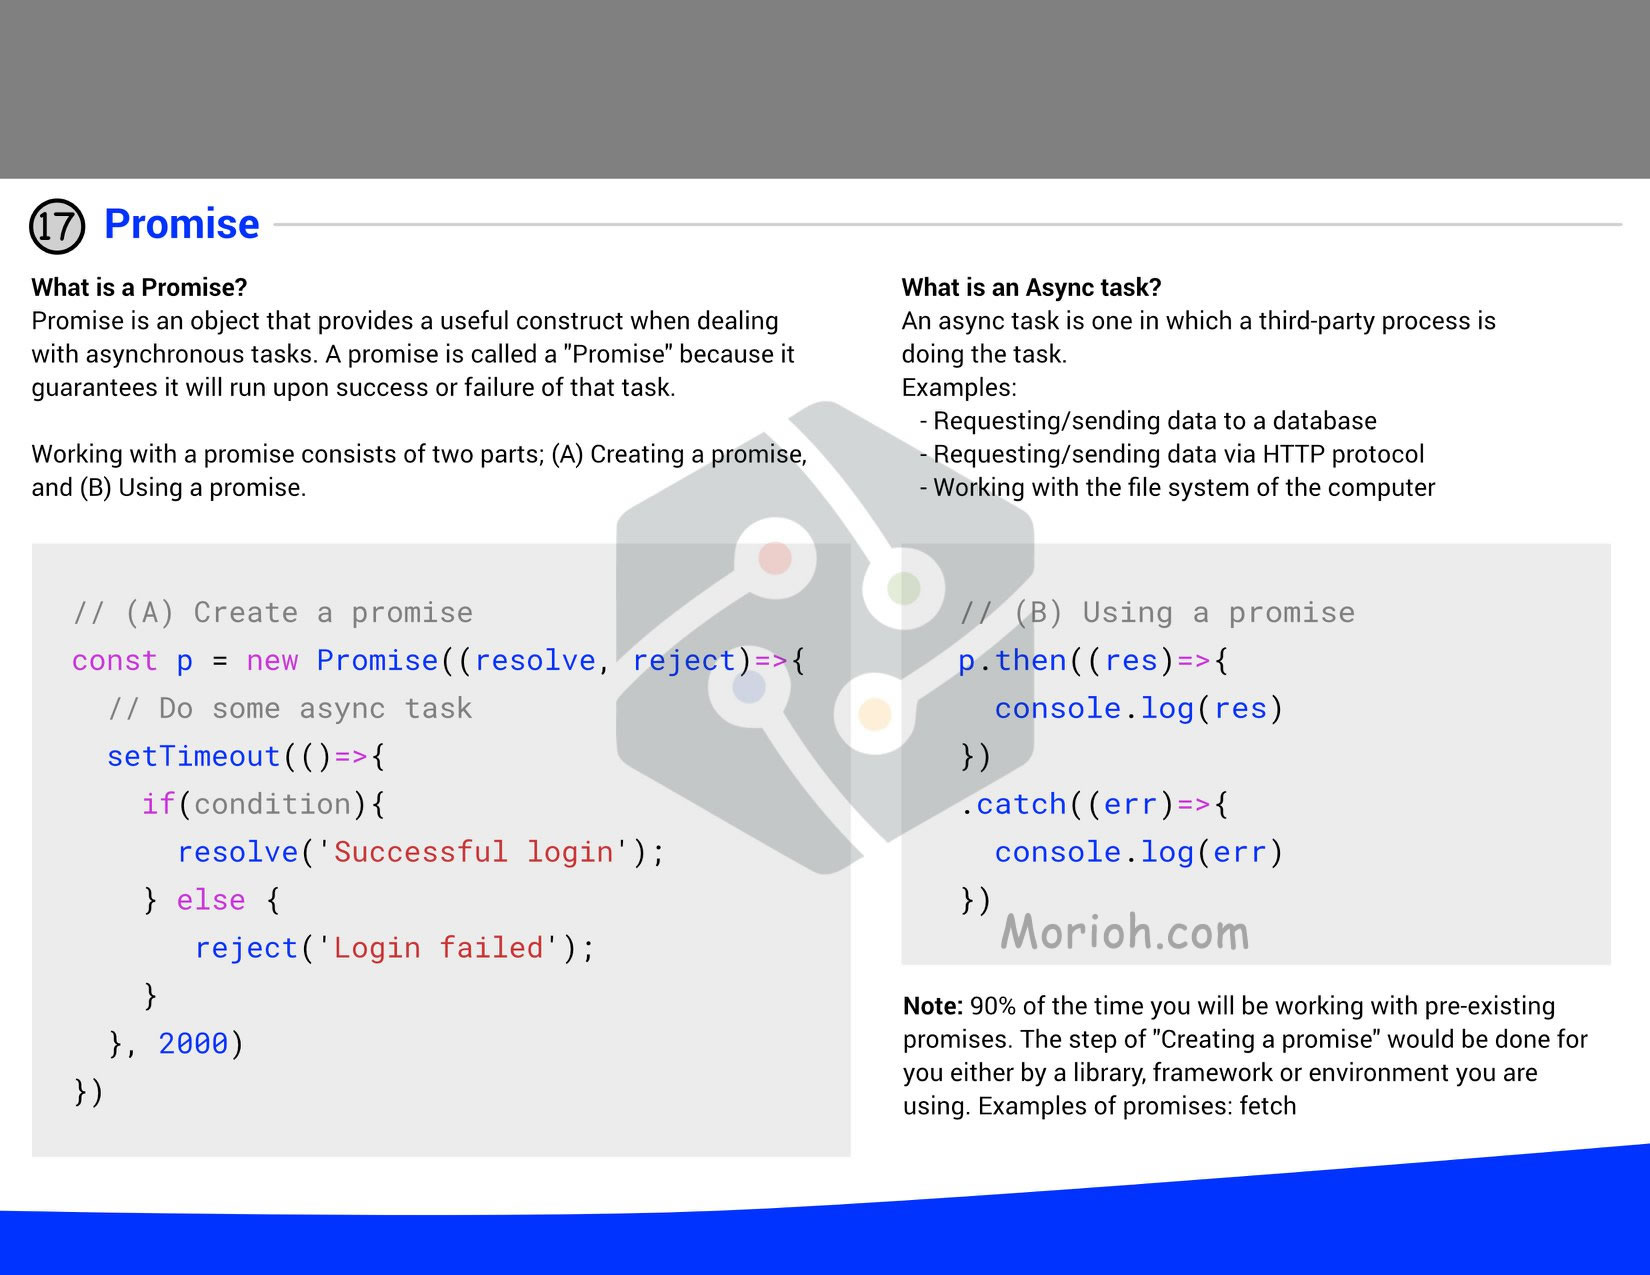 17 Promise
What is a Promise?
Promise is an object that provides a useful construct when dealing
with asynchronous tasks. A promise is called a "Promise" because it
guarantees it will run upon success or failure of that task.
Working with a promise consists of two parts; (A) Creating a promise,
and (B) Using a promise.
// (A) Create a promise
const p = new Promise((resolve, reject)=>{
  // Do some async task
  setTimeout(()=>{
    if(condition){
      resolve('Successful login');
    } else {
       reject('Login failed');
    }
  }, 2000)
})
What is an Async task?
An async task is one in which a third-party process is
doing the task.
Examples:
- Requesting/sending data to a database
- Requesting/sending data via HTTP protocol
- Working with the file system of the computer
// (B) Using a promise
p.then((res)=>{
  console.log(res)
})
.catch((err)=>{
  console.log(err)
})
Morioh.com
Note: 90% of the time you will be working with pre-existing
promises. The step of "Creating a promise" would be done for
you either by a library, framework or environment you are
using. Examples of promises: fetch